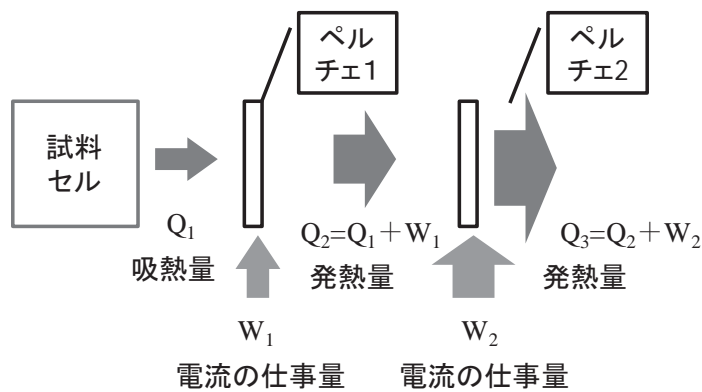 ペル
チェ1
ペル
チェ2
試料
セル
Q₁
吸熱量
Q₂=Q₁＋W₁
発熱量
Q₃=Q₂＋W₂
発熱量
W₁
電流の仕事量
W₂
電流の仕事量